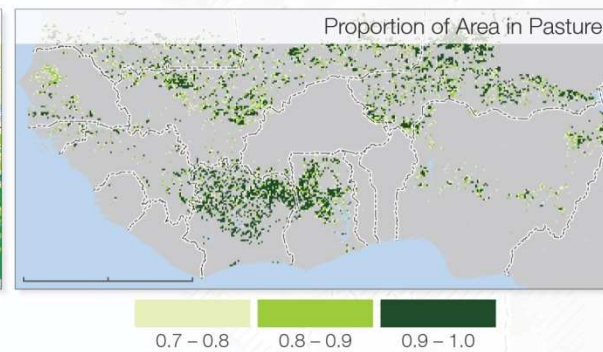 Proportion of Area in Pasture
0.7 – 0.8
0.8 – 0.9
0.9 – 1.0